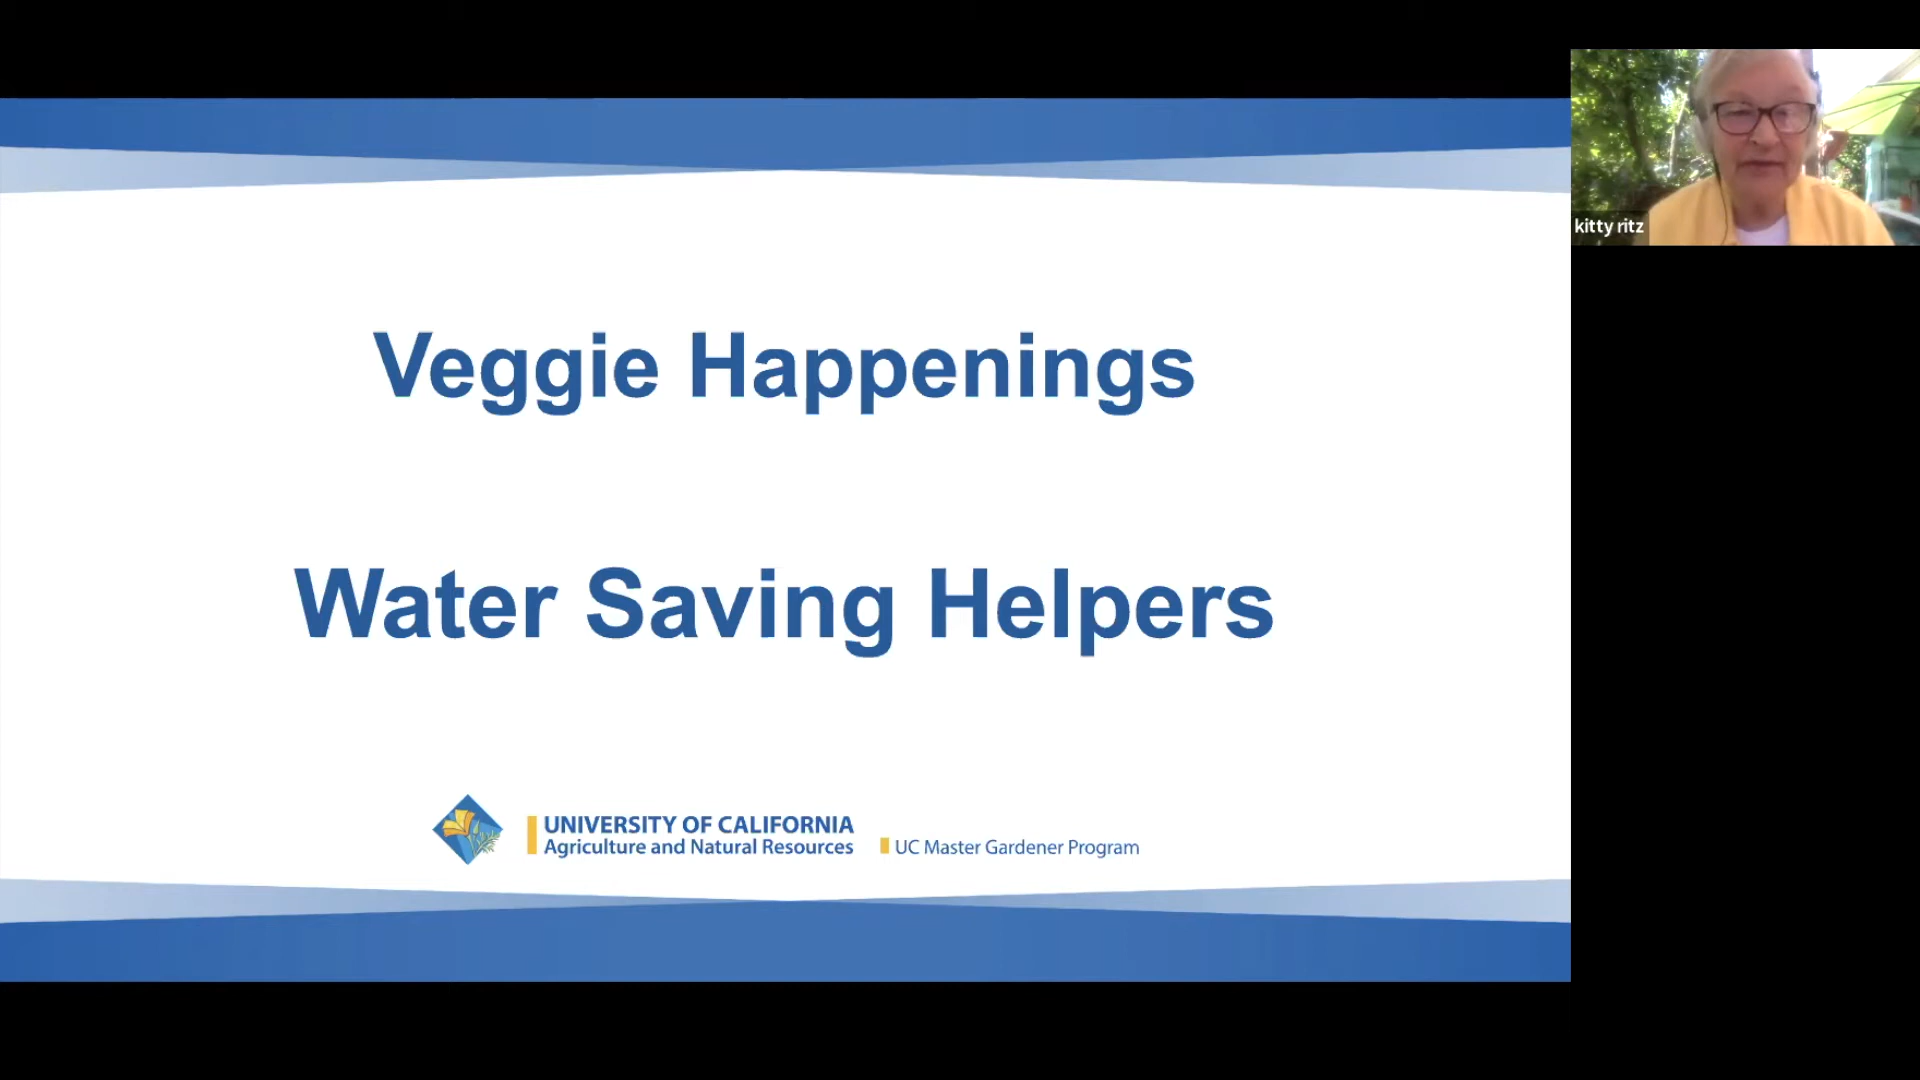 Veggie Happenings
Water Saving Helpers
UNIVERSITY OF CALIFORNIA
Agriculture and Natural Resources
UC Master Gardener Program
kitty ritz